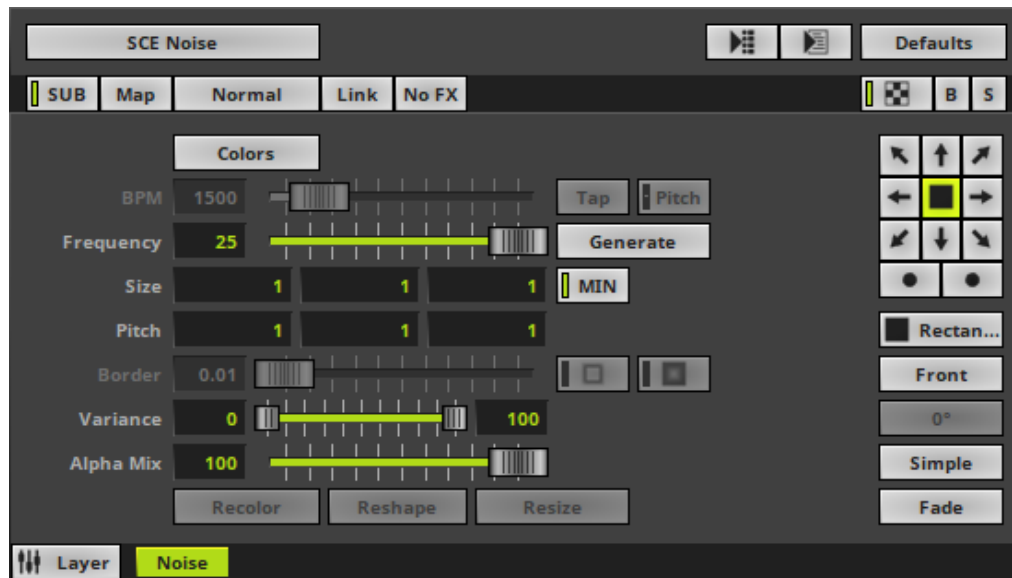 SCE Noise Defaults
SUB Map Normal Link No FX B S
Colors
BPM 1500 Tap Pitch
Frequency 25 Generate
Size 1 1 1 MIN
Pitch 1 1 1 Rectan...
Border 0.01 Front
Variance 0 100 0°
Alpha Mix 100 Simple
Recolor Reshape Resize Fade
Layer Noise